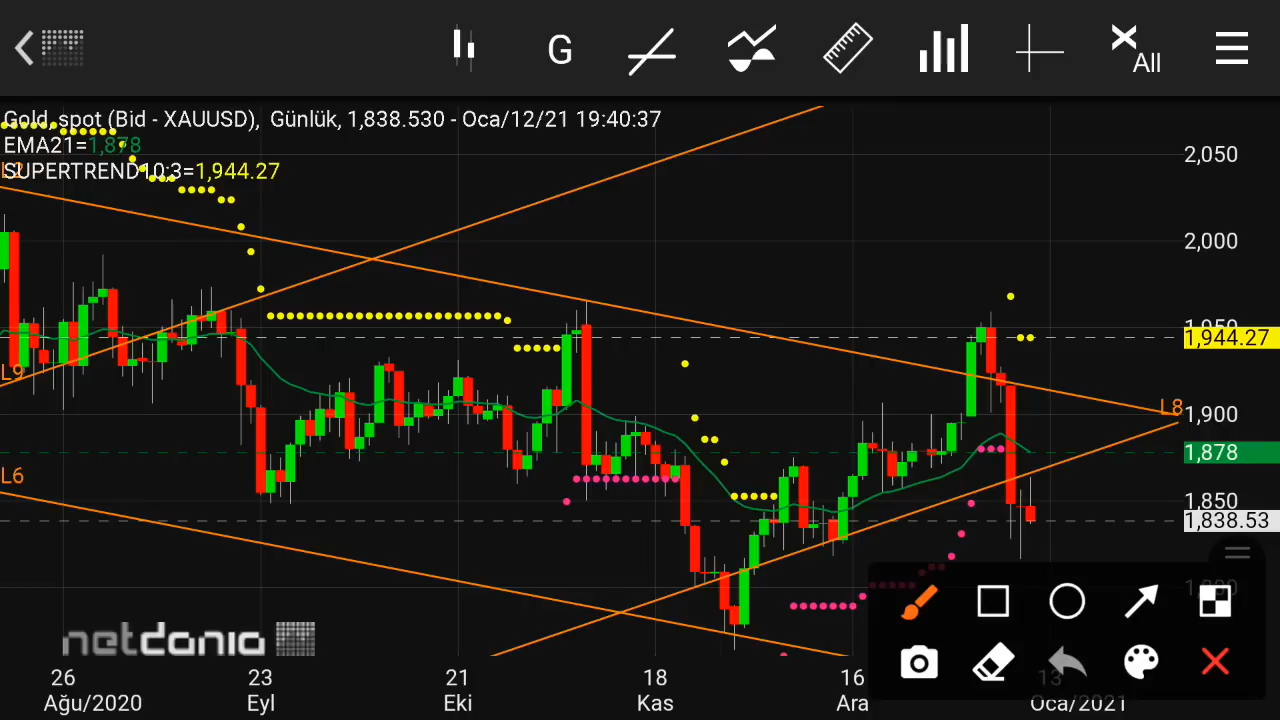 G
All
Gold, spot (Bid - XAUUSD), Günlük, 1,838.530 - Oca/12/21 19:40:37
EMA21=1,878
SUPERTREND10;3=1,944.27
2,050
2,000
1,950
1,944.27
L9
L8
1,900
1,878
L6
1,850
1,838.53
1,800
netdania
26 23 21 18 16 13
Ağu/2020 Eyl Eki Kas Ara Oca/2021